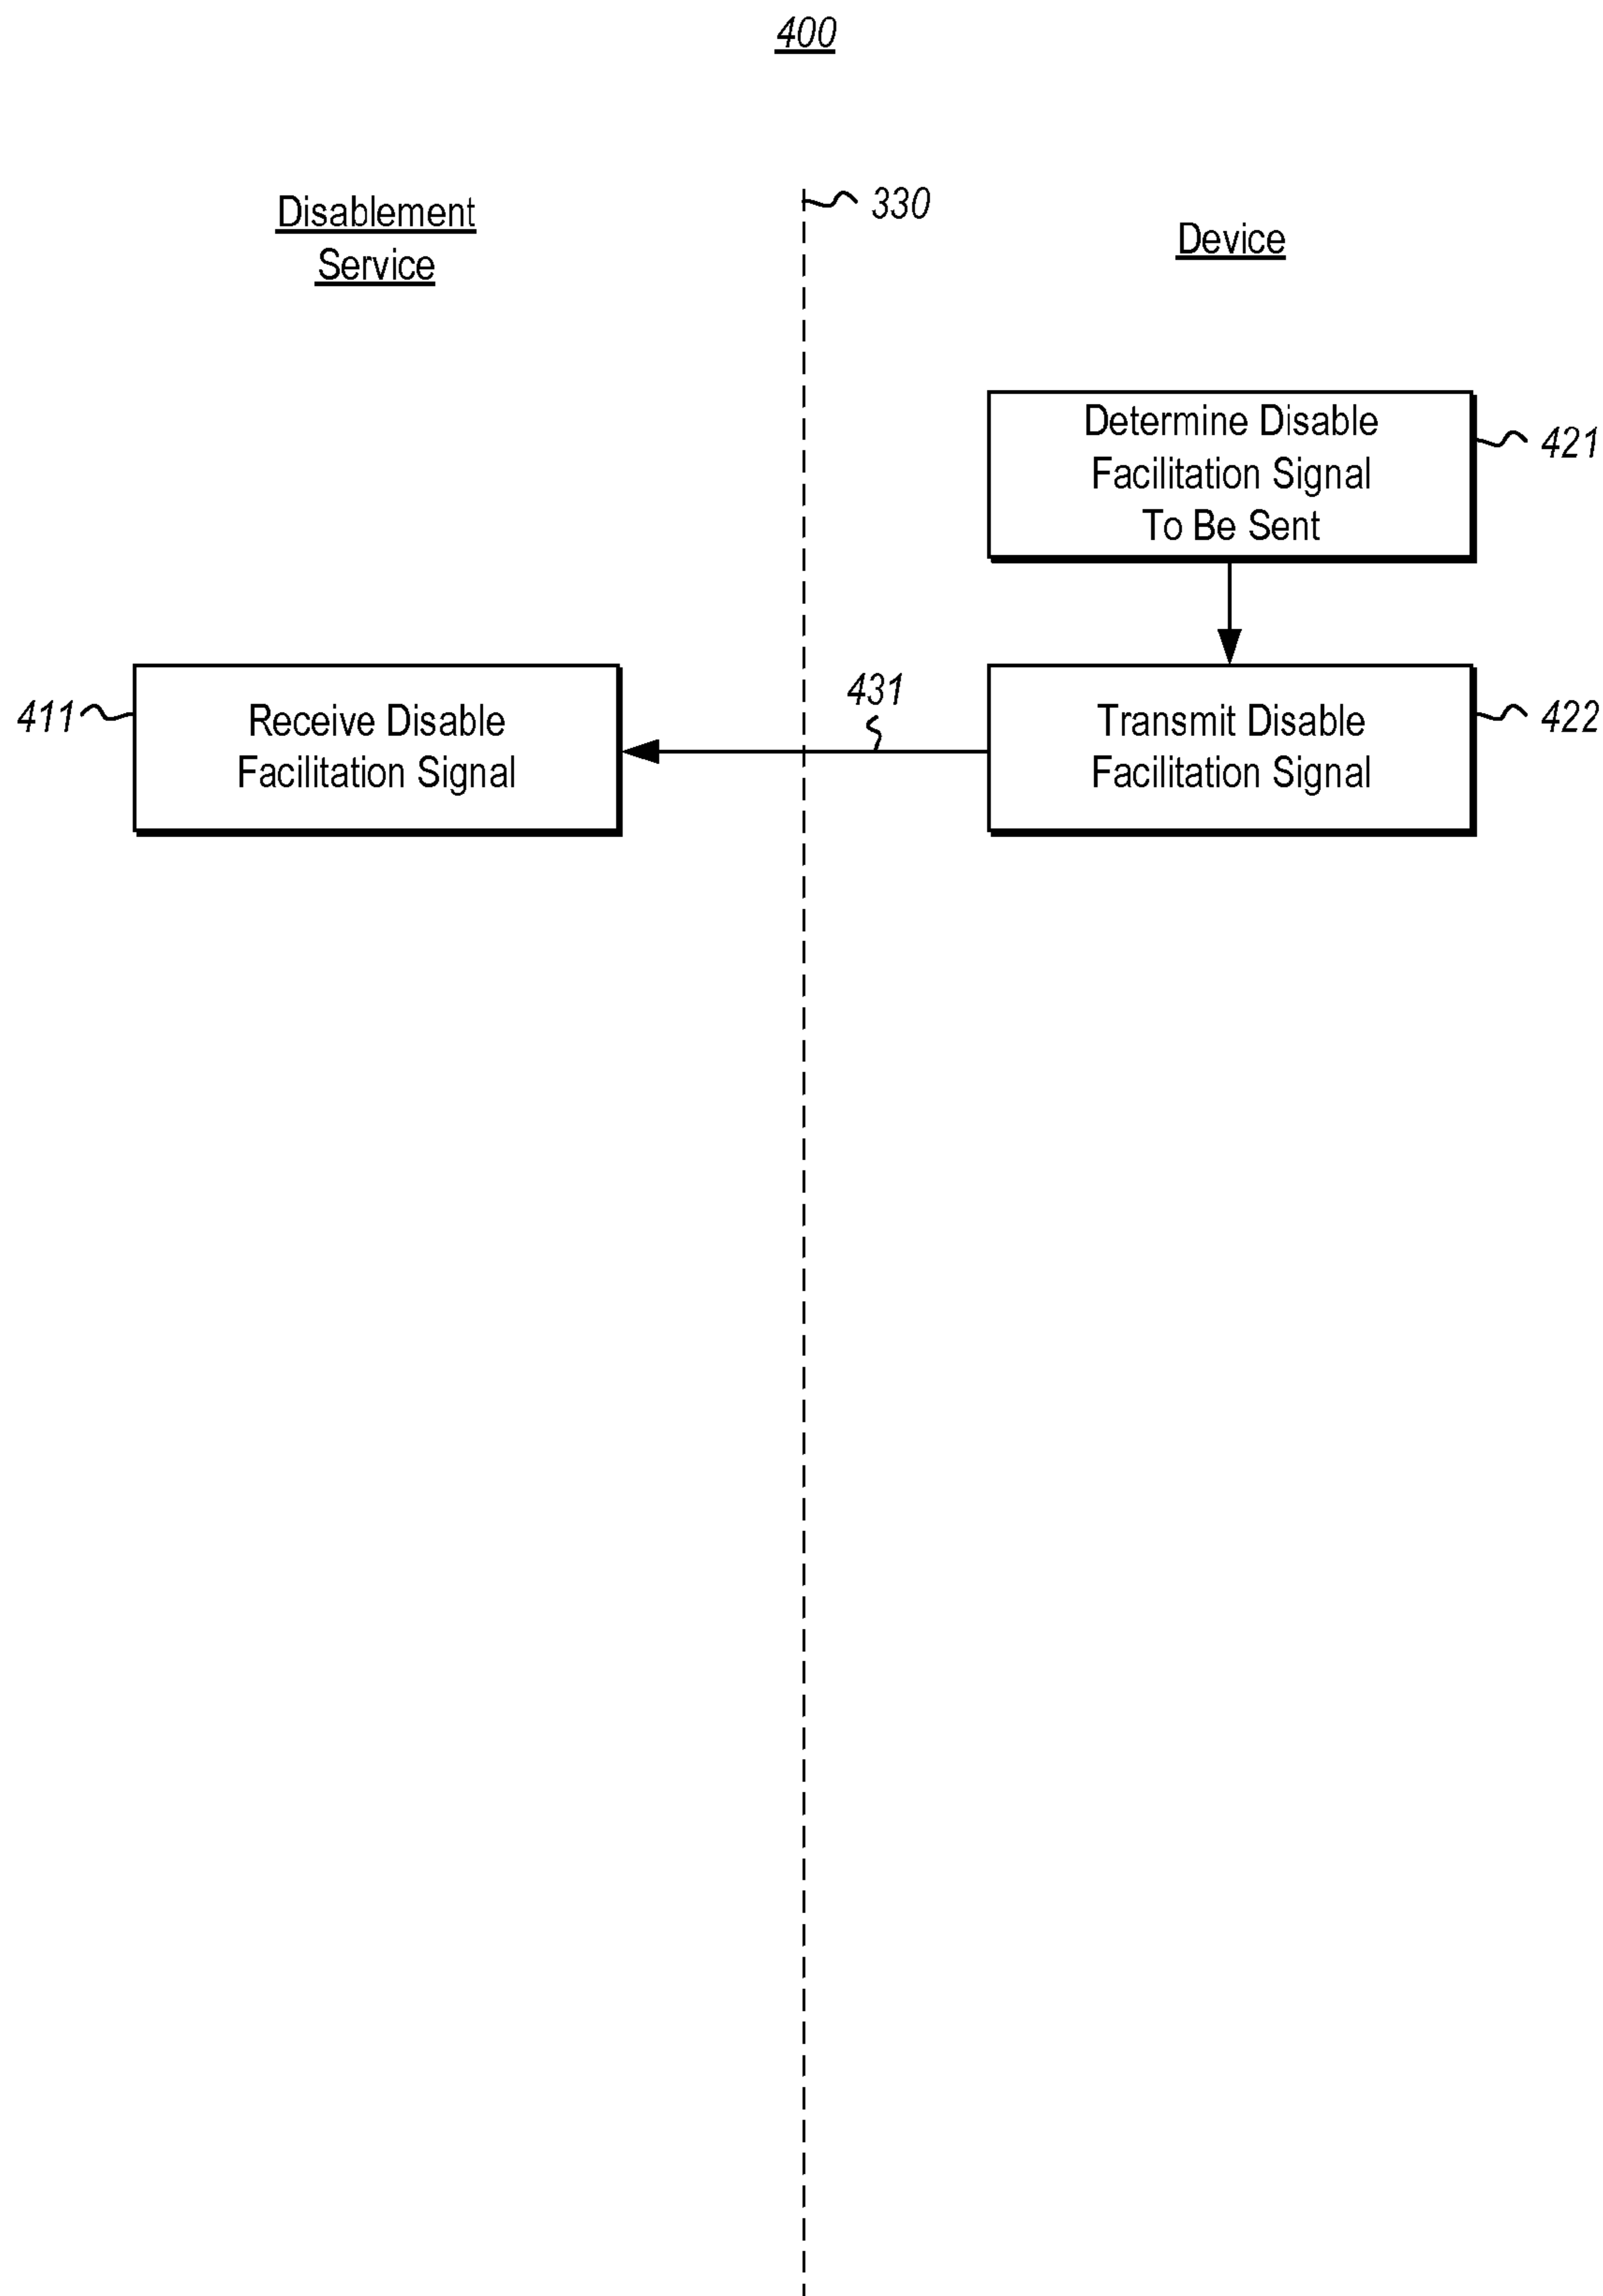 400
Disablement
Service
330
Device
Determine Disable
Facilitation Signal
To Be Sent
421
411
Receive Disable
Facilitation Signal
431
Transmit Disable
Facilitation Signal
422